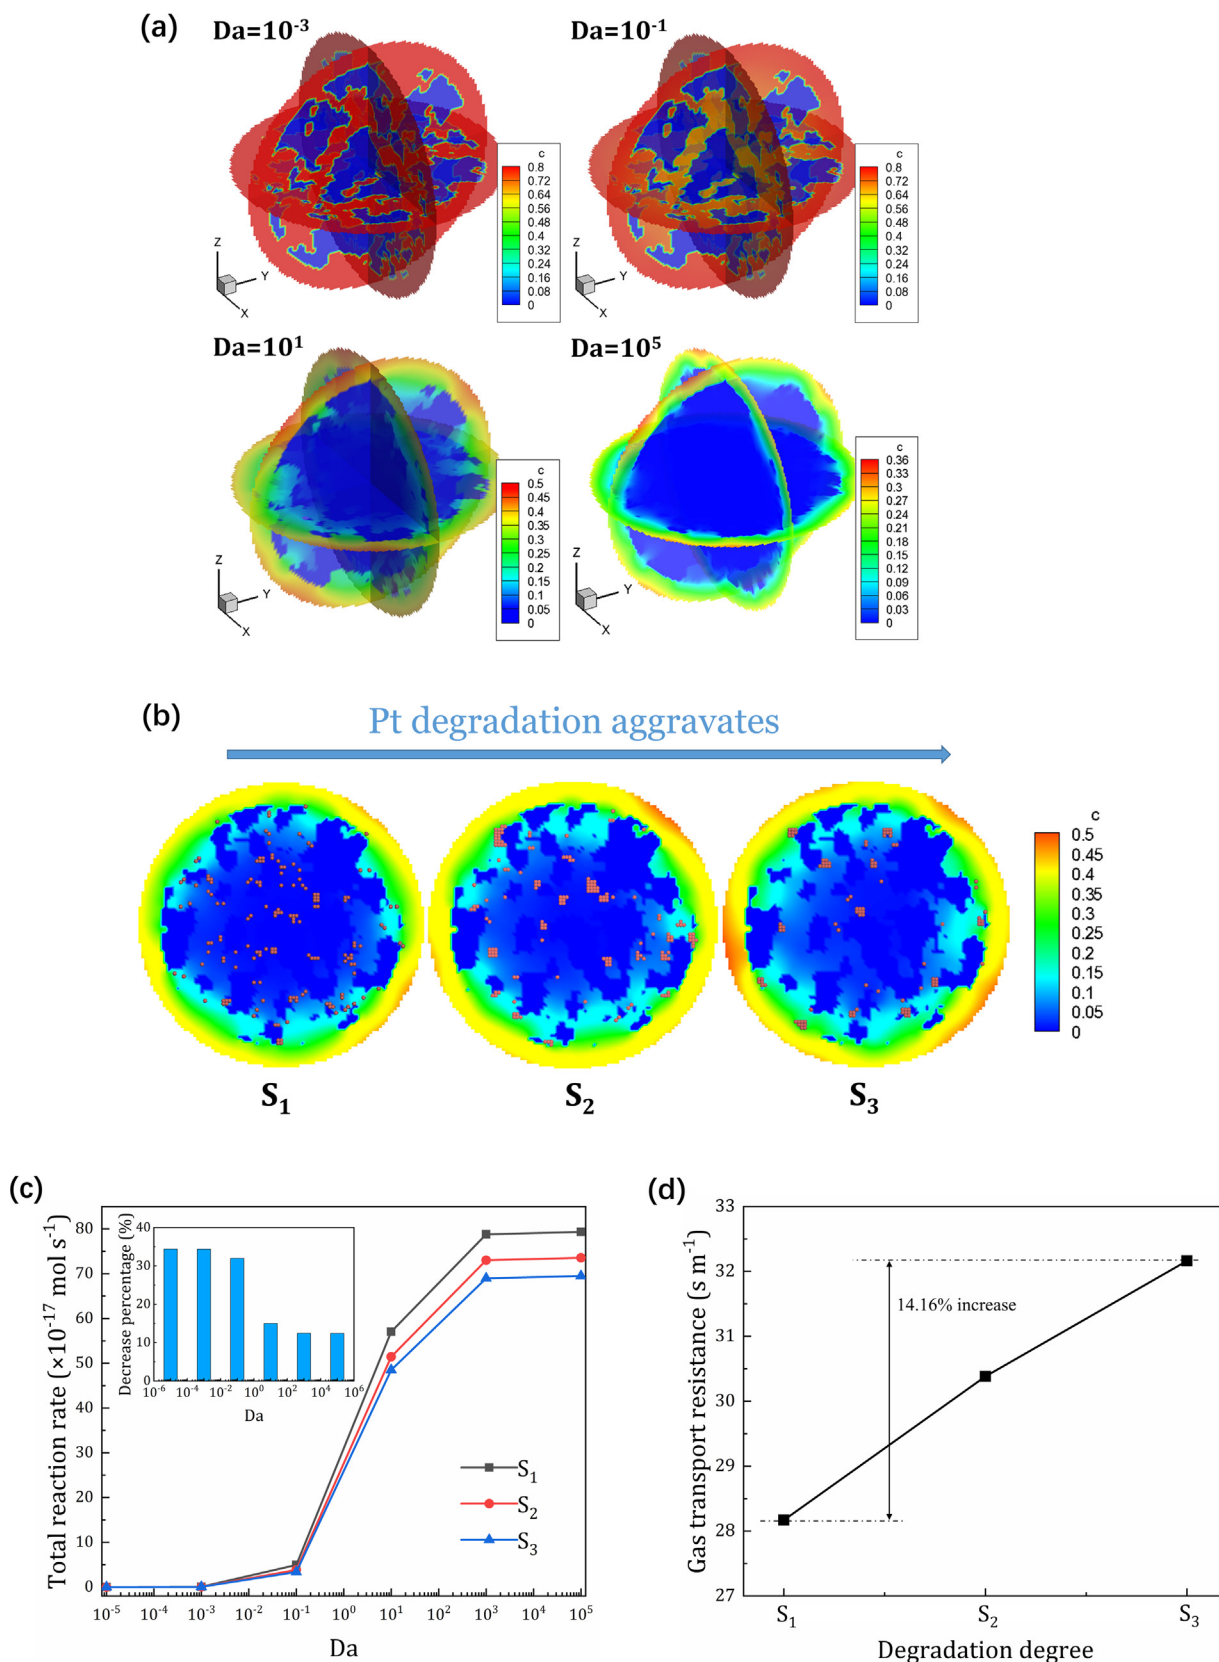 (a)
Da=10⁻³
Da=10⁻¹
c
0.8
0.72
0.64
0.56
0.48
0.4
0.32
0.24
0.16
0.08
0
Z
Y
X
c
0.8
0.72
0.64
0.56
0.48
0.4
0.32
0.24
0.16
0.08
0
Z
Y
X
Da=10¹
Da=10⁵
c
0.5
0.45
0.4
0.35
0.3
0.25
0.2
0.15
0.1
0.05
0
Z
Y
X
c
0.36
0.33
0.3
0.27
0.24
0.21
0.18
0.15
0.12
0.09
0.06
0.03
0
Z
Y
X
(b)
Pt degradation aggravates
c
0.5
0.45
0.4
0.35
0.3
0.25
0.2
0.15
0.1
0.05
0
S₁
S₂
S₃
(c)
Total reaction rate (×10⁻¹⁷ mol s⁻¹)
80
70
60
50
40
30
20
10
0
10⁻⁵
10⁻⁴
10⁻³
10⁻²
10⁻¹
10⁰
10¹
10²
10³
10⁴
10⁵
Da
Decrease percentage (%)
40
30
20
10
0
10⁻⁶
10⁻⁴
10⁻²
10⁰
10²
10⁴
10⁶
Da
S₁
S₂
S₃
(d)
Gas transport resistance (s m⁻¹)
33
32
31
30
29
28
27
14.16% increase
S₁
S₂
S₃
Degradation degree